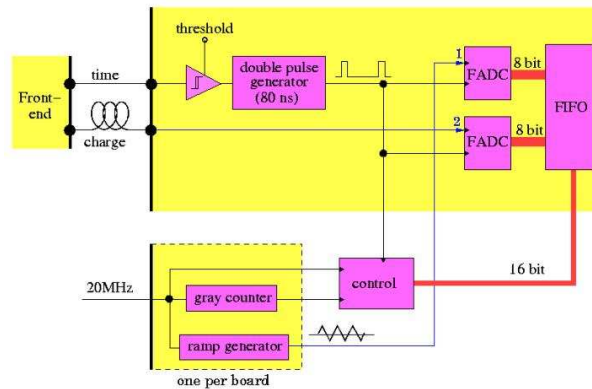 threshold
time
double pulse
generator
(80 ns)
1
FADC
8 bit
FIFO
Front-
end
charge
2
FADC
8 bit
20MHz
gray counter
control
16 bit
ramp generator
one per board